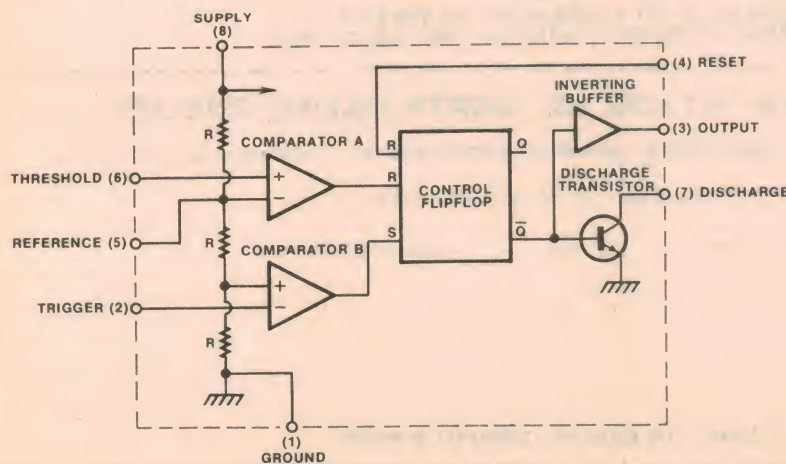 SUPPLY
(8)
(4) RESET
INVERTING
BUFFER
R
COMPARATOR A
R
Q
(3) OUTPUT
THRESHOLD (6)
+
R
CONTROL
FLIPFLOP
DISCHARGE
TRANSISTOR
(7) DISCHARGE
−
REFERENCE (5)
R
COMPARATOR B
S
Q̅
+
TRIGGER (2)
−
R
(1)
GROUND